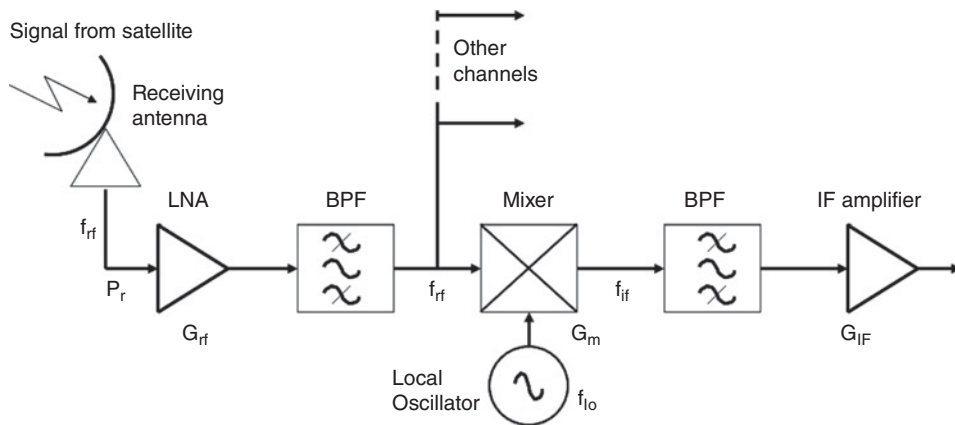 Signal from satellite
Receiving
antenna
Other
channels
LNA
BPF
Mixer
BPF
IF amplifier
f_rf
P_r
G_rf
f_rf
f_if
G_m
G_IF
Local
Oscillator
f_lo